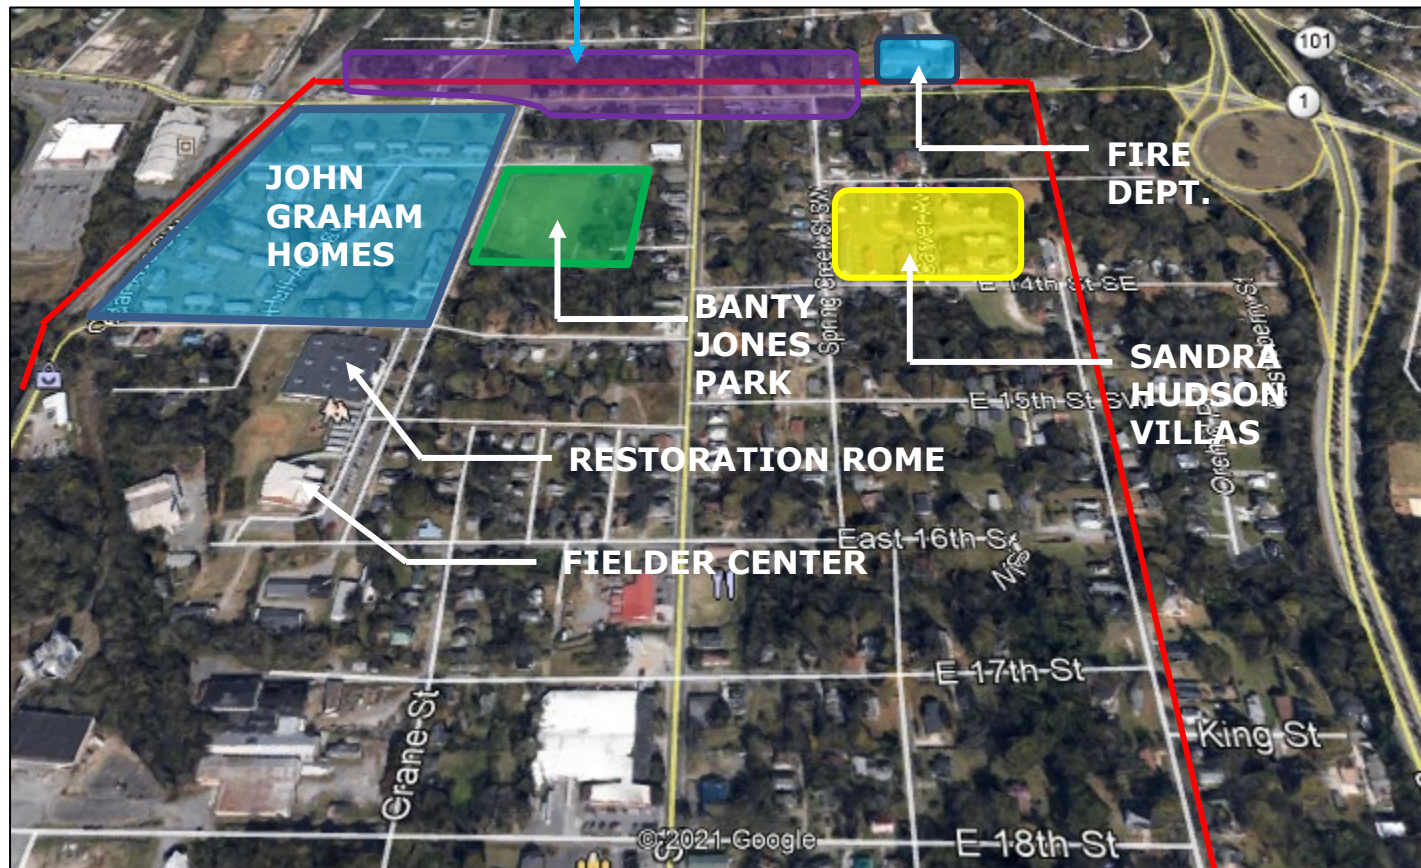 101
1
FIRE
DEPT.
JOHN
GRAHAM
HOMES
Spring Creek St SW
E 14th St SE
BANTY
JONES
PARK
SANDRA
HUDSON
VILLAS
E 15th St SW
RESTORATION ROME
East 16th St
FIELDER CENTER
E 17th St
Crane St
King St
©2021 Google
E 18th St